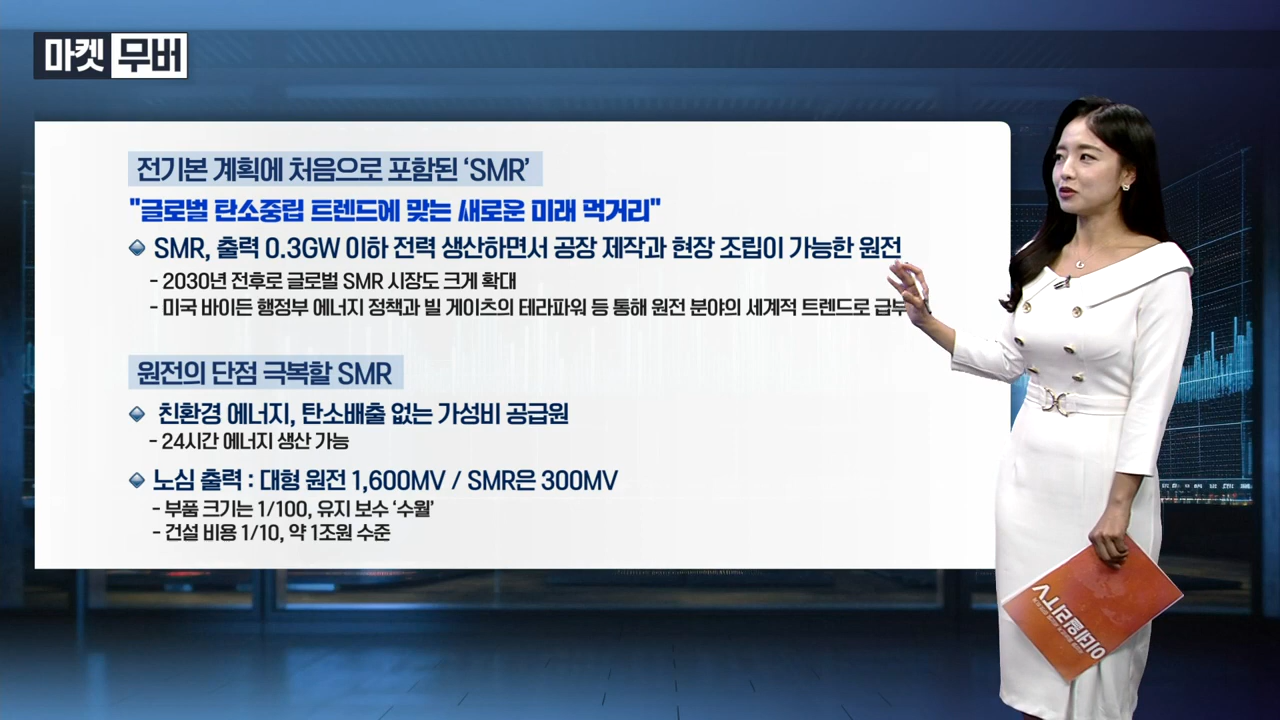 마켓 무버
전기본 계획에 처음으로 포함된 ‘SMR’
"글로벌 탄소중립 트렌드에 맞는 새로운 미래 먹거리"
SMR, 출력 0.3GW 이하 전력 생산하면서 공장 제작과 현장 조립이 가능한 원전
- 2030년 전후로 글로벌 SMR 시장도 크게 확대
- 미국 바이든 행정부 에너지 정책과 빌 게이츠의 테라파워 등 통해 원전 분야의 세계적 트렌드로 급부
원전의 단점 극복할 SMR
친환경 에너지, 탄소배출 없는 가성비 공급원
- 24시간 에너지 생산 가능
노심 출력 : 대형 원전 1,600MV / SMR은 300MV
- 부품 크기는 1/100, 유지 보수 ‘수월’
- 건설 비용 1/10, 약 1조원 수준
이데일리TV